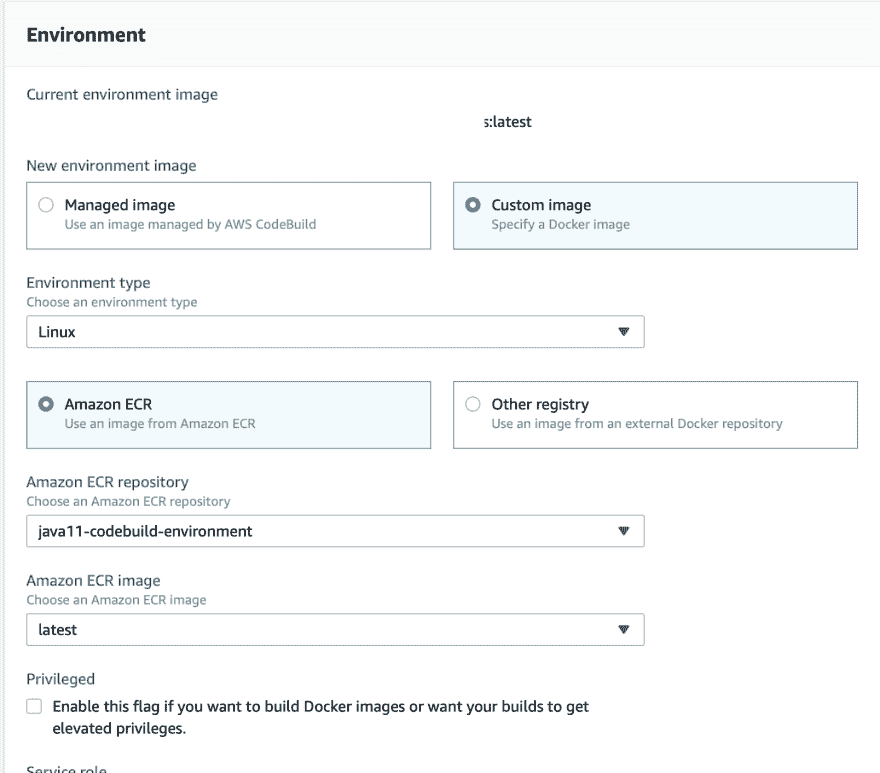 Environment
Current environment image
s:latest
New environment image
Managed image
Use an image managed by AWS CodeBuild
Custom image
Specify a Docker image
Environment type
Choose an environment type
Linux
Amazon ECR
Use an image from Amazon ECR
Other registry
Use an image from an external Docker repository
Amazon ECR repository
Choose an Amazon ECR repository
java11-codebuild-environment
Amazon ECR image
Choose an Amazon ECR image
latest
Privileged
Enable this flag if you want to build Docker images or want your builds to get
elevated privileges.
Service role